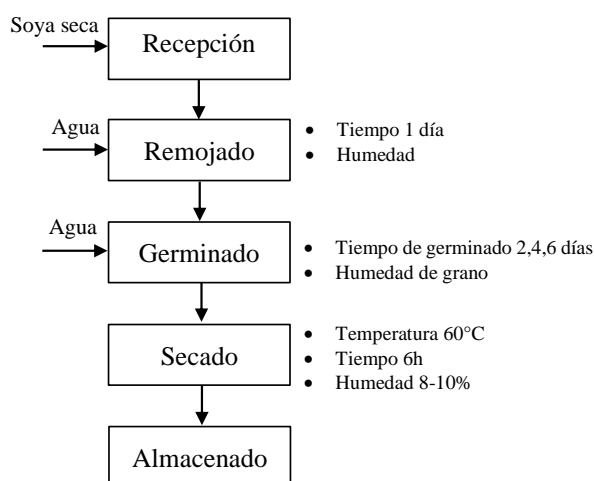 Soya seca
Recepción
Agua
Remojado
• Tiempo 1 día
• Humedad
Agua
Germinado
• Tiempo de germinado 2,4,6 días
• Humedad de grano
Secado
• Temperatura 60°C
• Tiempo 6h
• Humedad 8-10%
Almacenado